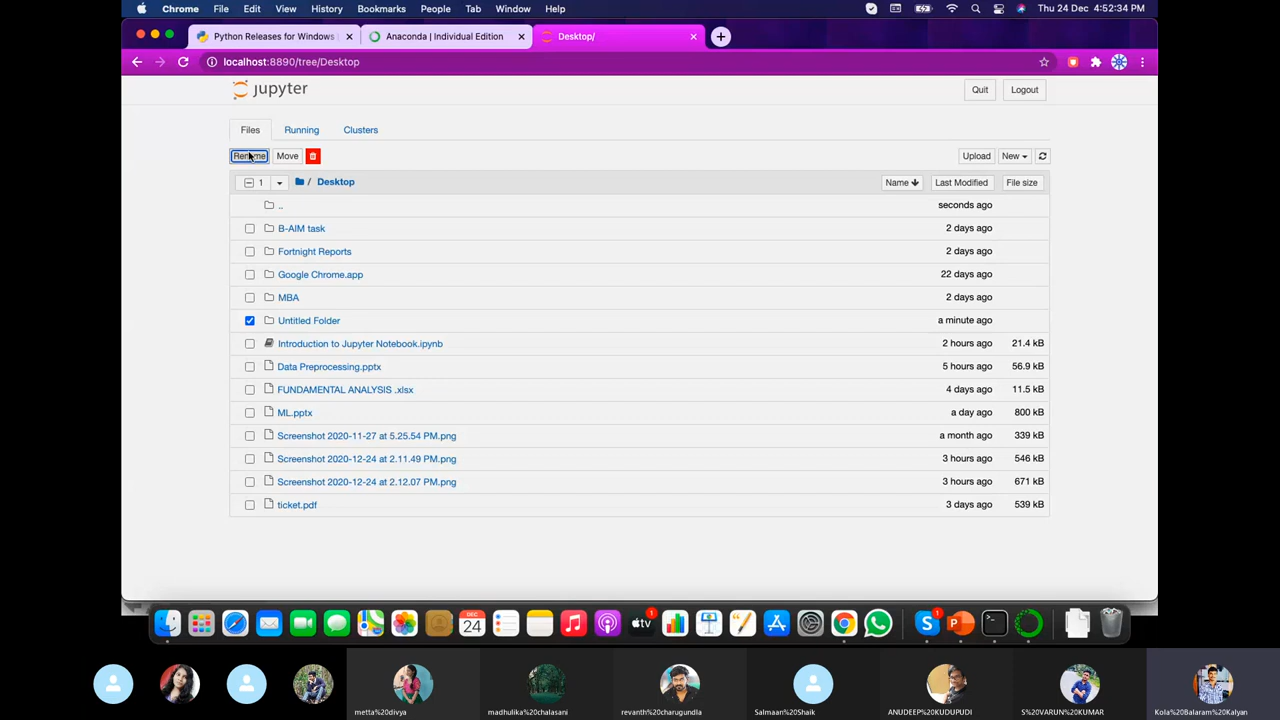 Chrome File Edit View History Bookmarks People Tab Window Help Thu 24 Dec 4:52:34 PM
Python Releases for Windows Anaconda | Individual Edition Desktop/
localhost:8890/tree/Desktop
jupyter Quit Logout
Files Running Clusters
Rename Move Upload New
1 / Desktop Name Last Modified File size
.. seconds ago
B-AIM task 2 days ago
Fortnight Reports 2 days ago
Google Chrome.app 22 days ago
MBA 2 days ago
Untitled Folder a minute ago
Introduction to Jupyter Notebook.ipynb 2 hours ago 21.4 kB
Data Preprocessing.pptx 5 hours ago 56.9 kB
FUNDAMENTAL ANALYSIS .xlsx 4 days ago 11.5 kB
ML.pptx a day ago 800 kB
Screenshot 2020-11-27 at 5.25.54 PM.png a month ago 339 kB
Screenshot 2020-12-24 at 2.11.49 PM.png 3 hours ago 546 kB
Screenshot 2020-12-24 at 2.12.07 PM.png 3 hours ago 671 kB
ticket.pdf 3 days ago 539 kB
DEC 24 tv 1 1
metta%20divya madhulika%20chalasani revanth%20charugundla Salmaan%20Shaik ANUDEEP%20KUDUPUDI S%20VARUN%20KUMAR Kola%20Balaram%20Kalyan